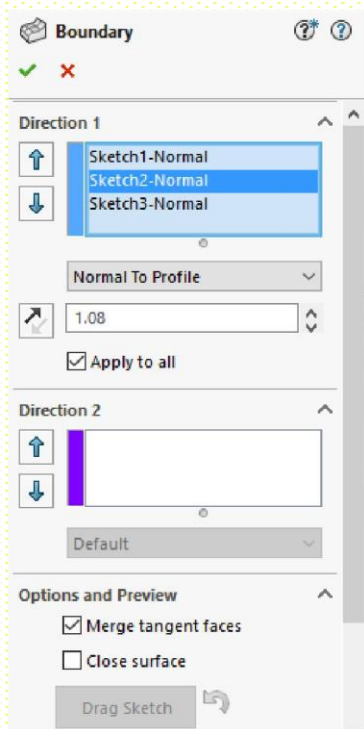 Boundary
Direction 1
Sketch1-Normal
Sketch2-Normal
Sketch3-Normal
Normal To Profile
1.08
Apply to all
Direction 2
Default
Options and Preview
Merge tangent faces
Close surface
Drag Sketch